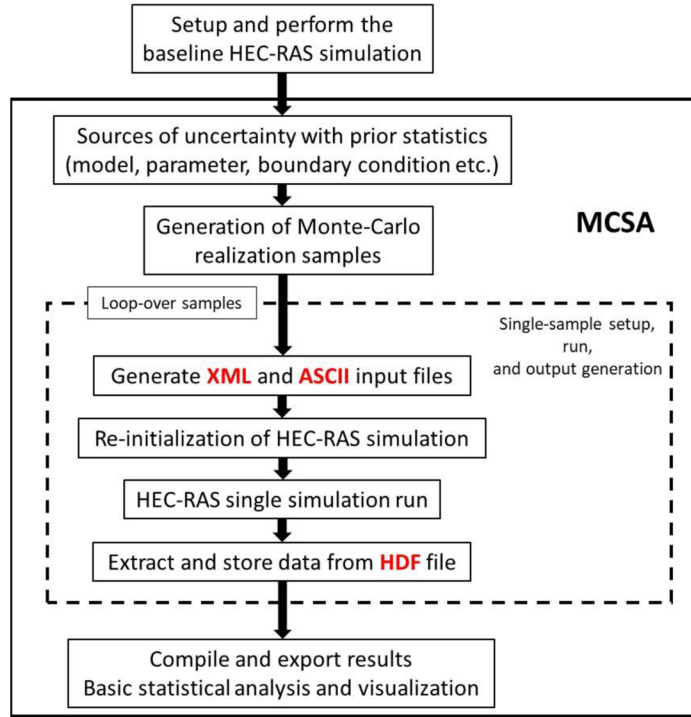 Setup and perform the
baseline HEC-RAS simulation
Sources of uncertainty with prior statistics
(model, parameter, boundary condition etc.)
Generation of Monte-Carlo
realization samples
MCSA
Loop-over samples
Single-sample setup,
run,
and output generation
Generate XML and ASCII input files
Re-initialization of HEC-RAS simulation
HEC-RAS single simulation run
Extract and store data from HDF file
Compile and export results
Basic statistical analysis and visualization